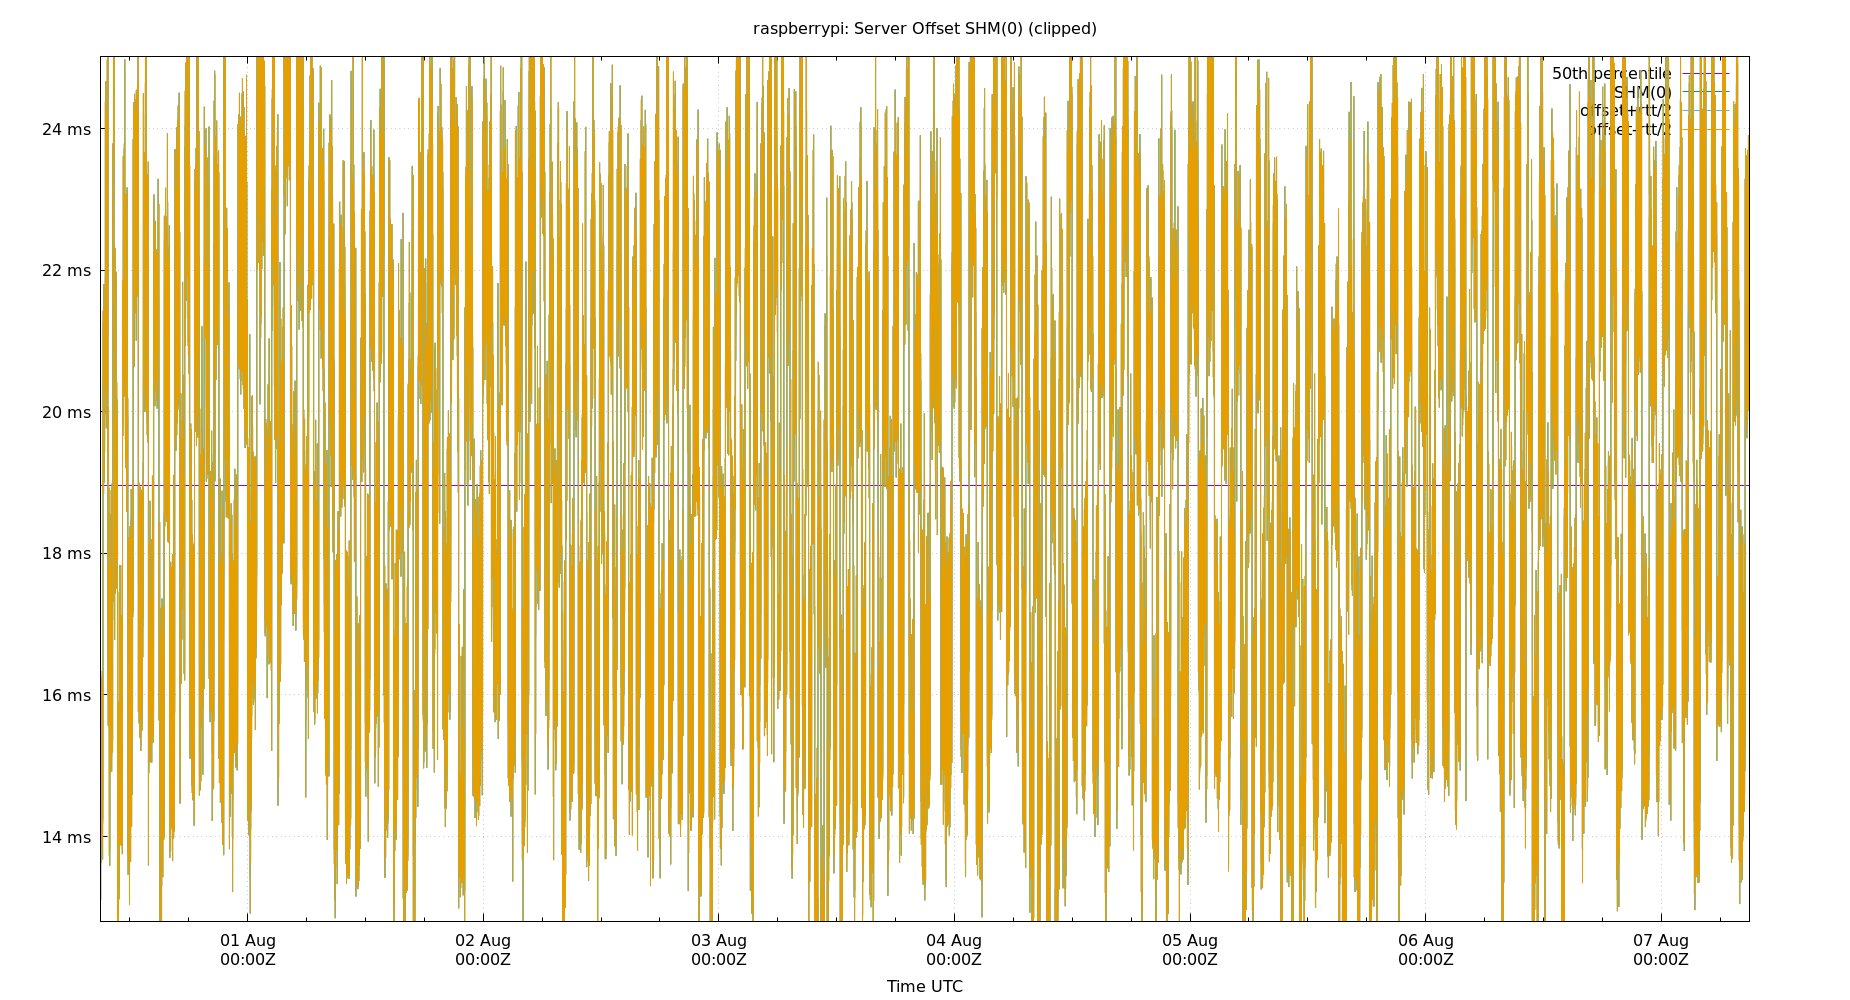 raspberrypi: Server Offset SHM(0) (clipped)
50th percentile
SHM(0)
offset+rtt/2
offset-rtt/2
24 ms
22 ms
20 ms
18 ms
16 ms
14 ms
01 Aug 02 Aug 03 Aug 04 Aug 05 Aug 06 Aug 07 Aug
00:00Z 00:00Z 00:00Z 00:00Z 00:00Z 00:00Z 00:00Z
Time UTC